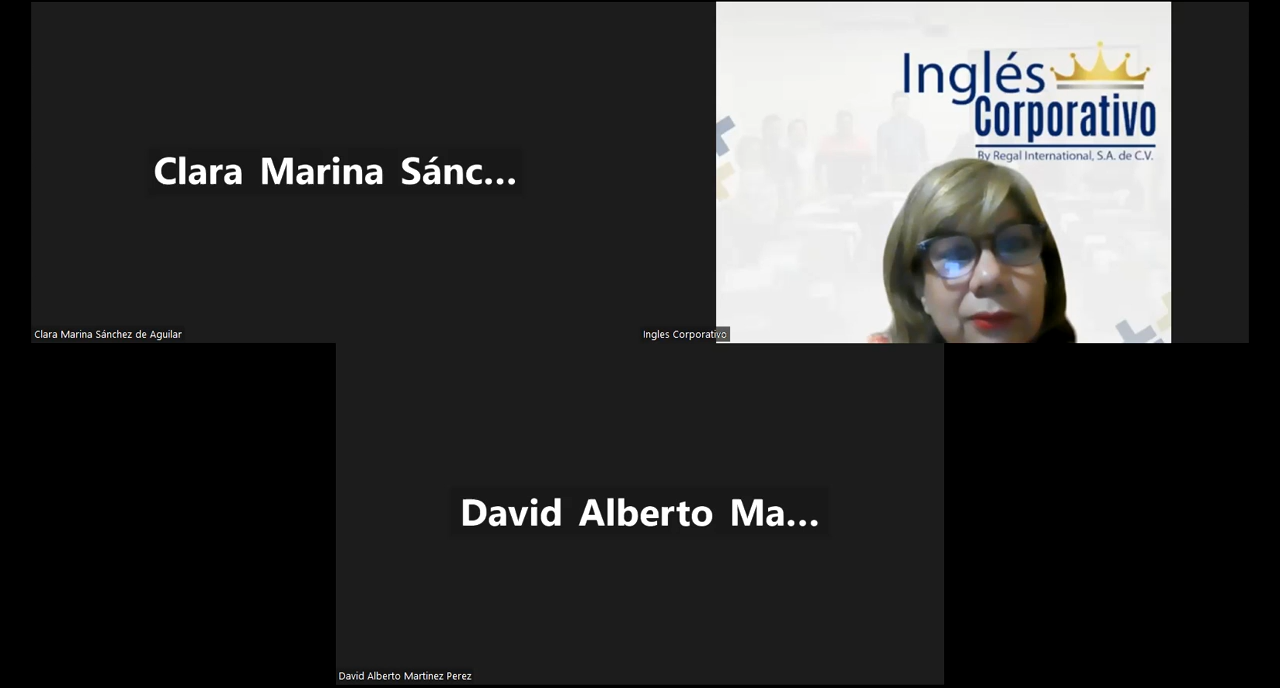 Clara Marina Sánc...
Clara Marina Sánchez de Aguilar
Inglés
Corporativo
By Regal International, S.A. de C.V.
Ingles Corporativo
David Alberto Ma...
David Alberto Martinez Perez